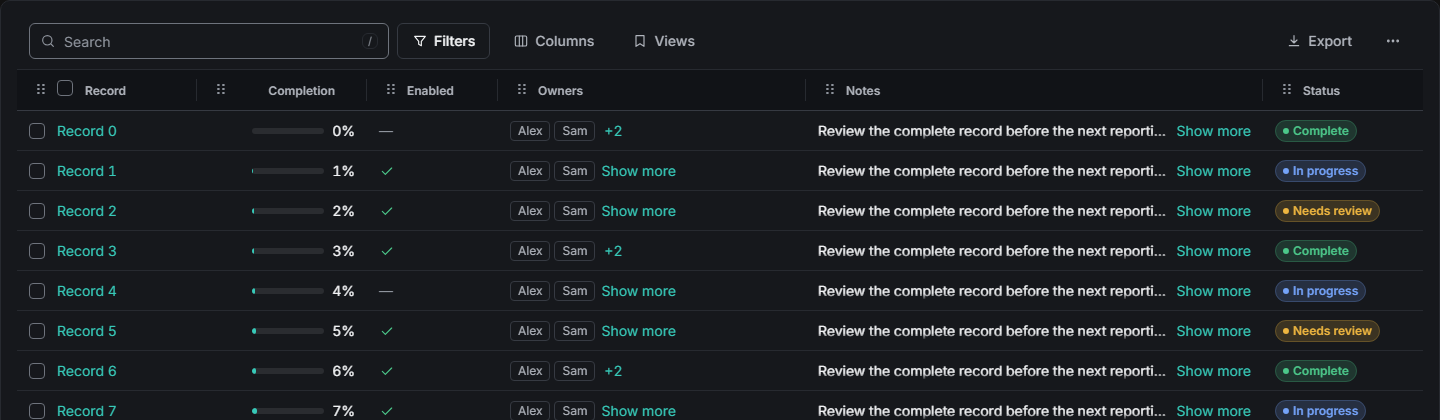 Search / Filters Columns Views Export
Record Completion Enabled Owners Notes Status
Record 0 0% — Alex Sam +2 Review the complete record before the next reporti... Show more Complete
Record 1 1% Alex Sam Show more Review the complete record before the next reporti... Show more In progress
Record 2 2% Alex Sam Show more Review the complete record before the next reporti... Show more Needs review
Record 3 3% Alex Sam +2 Review the complete record before the next reporti... Show more Complete
Record 4 4% — Alex Sam Show more Review the complete record before the next reporti... Show more In progress
Record 5 5% Alex Sam Show more Review the complete record before the next reporti... Show more Needs review
Record 6 6% Alex Sam +2 Review the complete record before the next reporti... Show more Complete
Record 7 7% Alex Sam Show more Review the complete record before the next reporti... Show more In progress